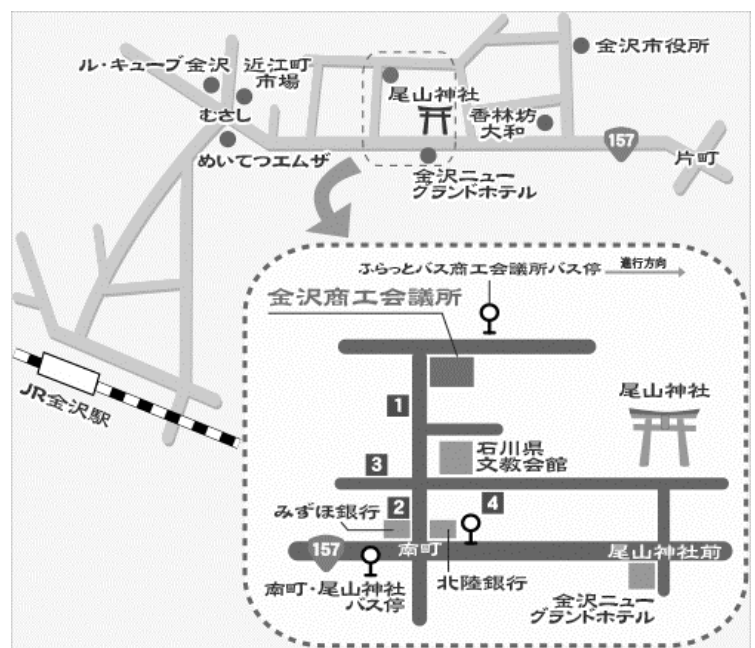 金沢市役所
ル・キューブ金沢
近江町
市場
尾山神社
香林坊
大和
むさし
めいてつエムザ
157
片町
金沢ニュー
グランドホテル
ふらっとバス商工会議所バス停
進行方向
金沢商工会議所
JR金沢駅
尾山神社
1
石川県
文教会館
3
みずほ銀行
2
4
157
南町
尾山神社前
南町・尾山神社
バス停
北陸銀行
金沢ニュー
グランドホテル